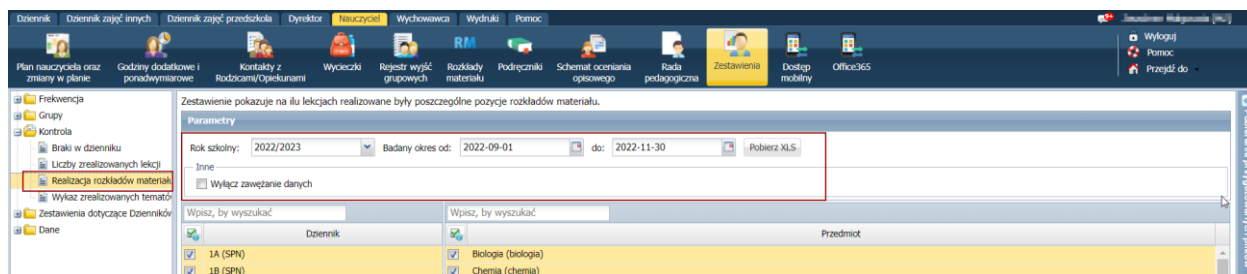 Dziennik Dziennik zajęć innych Dziennik zajęć przedszkola Dyrektor Nauczyciel Wychowawca Wydruki Pomoc
Plan nauczyciela oraz zmiany w planie
Godziny dodatkowe i ponadwymiarowe
Kontakty z Rodzicami/Opiekunami
Wycieczki
Rejestr wyjść grupowych
RM
Rozkłady materiału
Podręczniki
Schemat oceniania opisowego
Rada pedagogiczna
Zestawienia
Dostęp mobilny
Office365
Wyloguj
Pomoc
Przejdź do
Frekwencja
Grupy
Kontrola
Braki w dzienniku
Liczby zrealizowanych lekcji
Realizacja rozkładów materiału
Wykaz zrealizowanych tematów
Zestawienia dotyczące Dzienników
Dane
Zestawienie pokazuje na ilu lekcjach realizowane były poszczególne pozycje rozkładów materiału.
Parametry
Rok szkolny: 2022/2023 Badany okres od: 2022-09-01 do: 2022-11-30 Pobierz XLS
Inne
Wyłącz zawężanie danych
Wpisz, by wyszukać Wpisz, by wyszukać
Dziennik Przedmiot
1A (SPN) Biologia (biologia)
1B (SPN) Chemia (chemia)